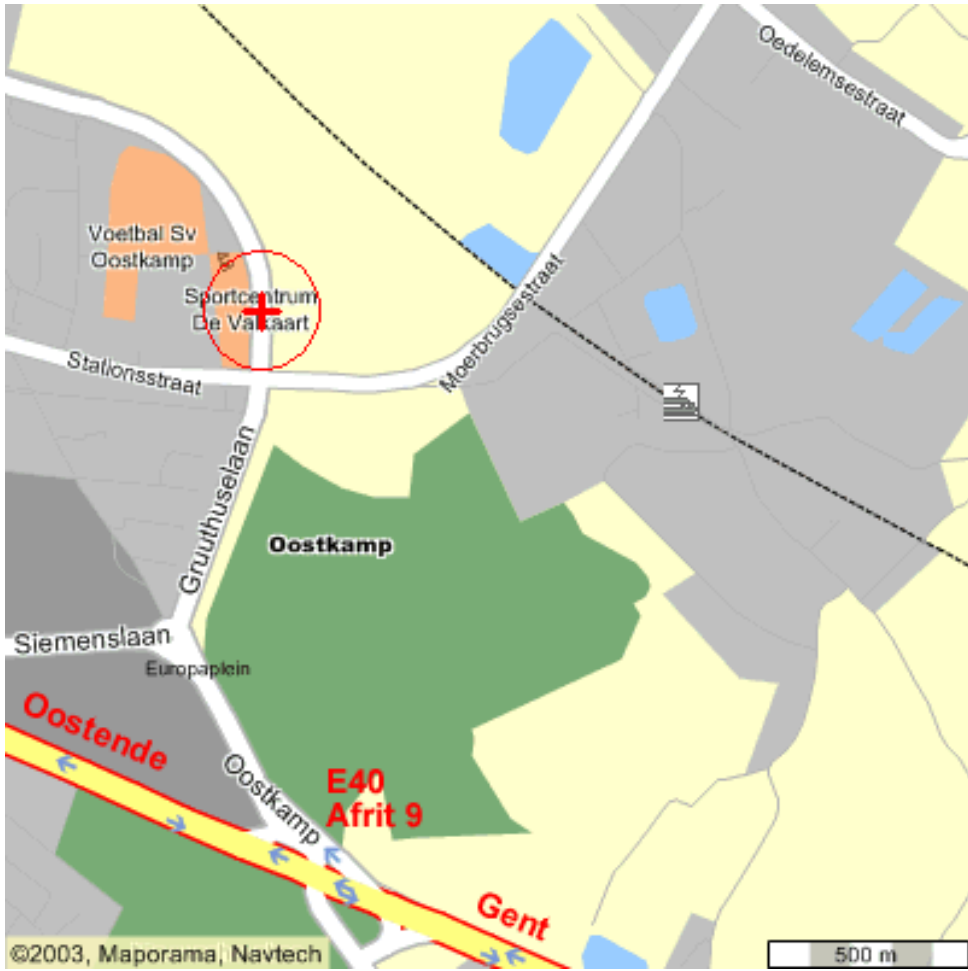 Oedelemsestraat
Voetbal Sv
Oostkamp
Sportcentrum
De Valkaart
Moerbrugsestraat
Stationsstraat
Gruuthuselaan
Oostkamp
Siemenslaan
Europaplein
Oostende
Oostkamp
E40
Afrit 9
Gent
©2003, Maporama, Navtech
500 m